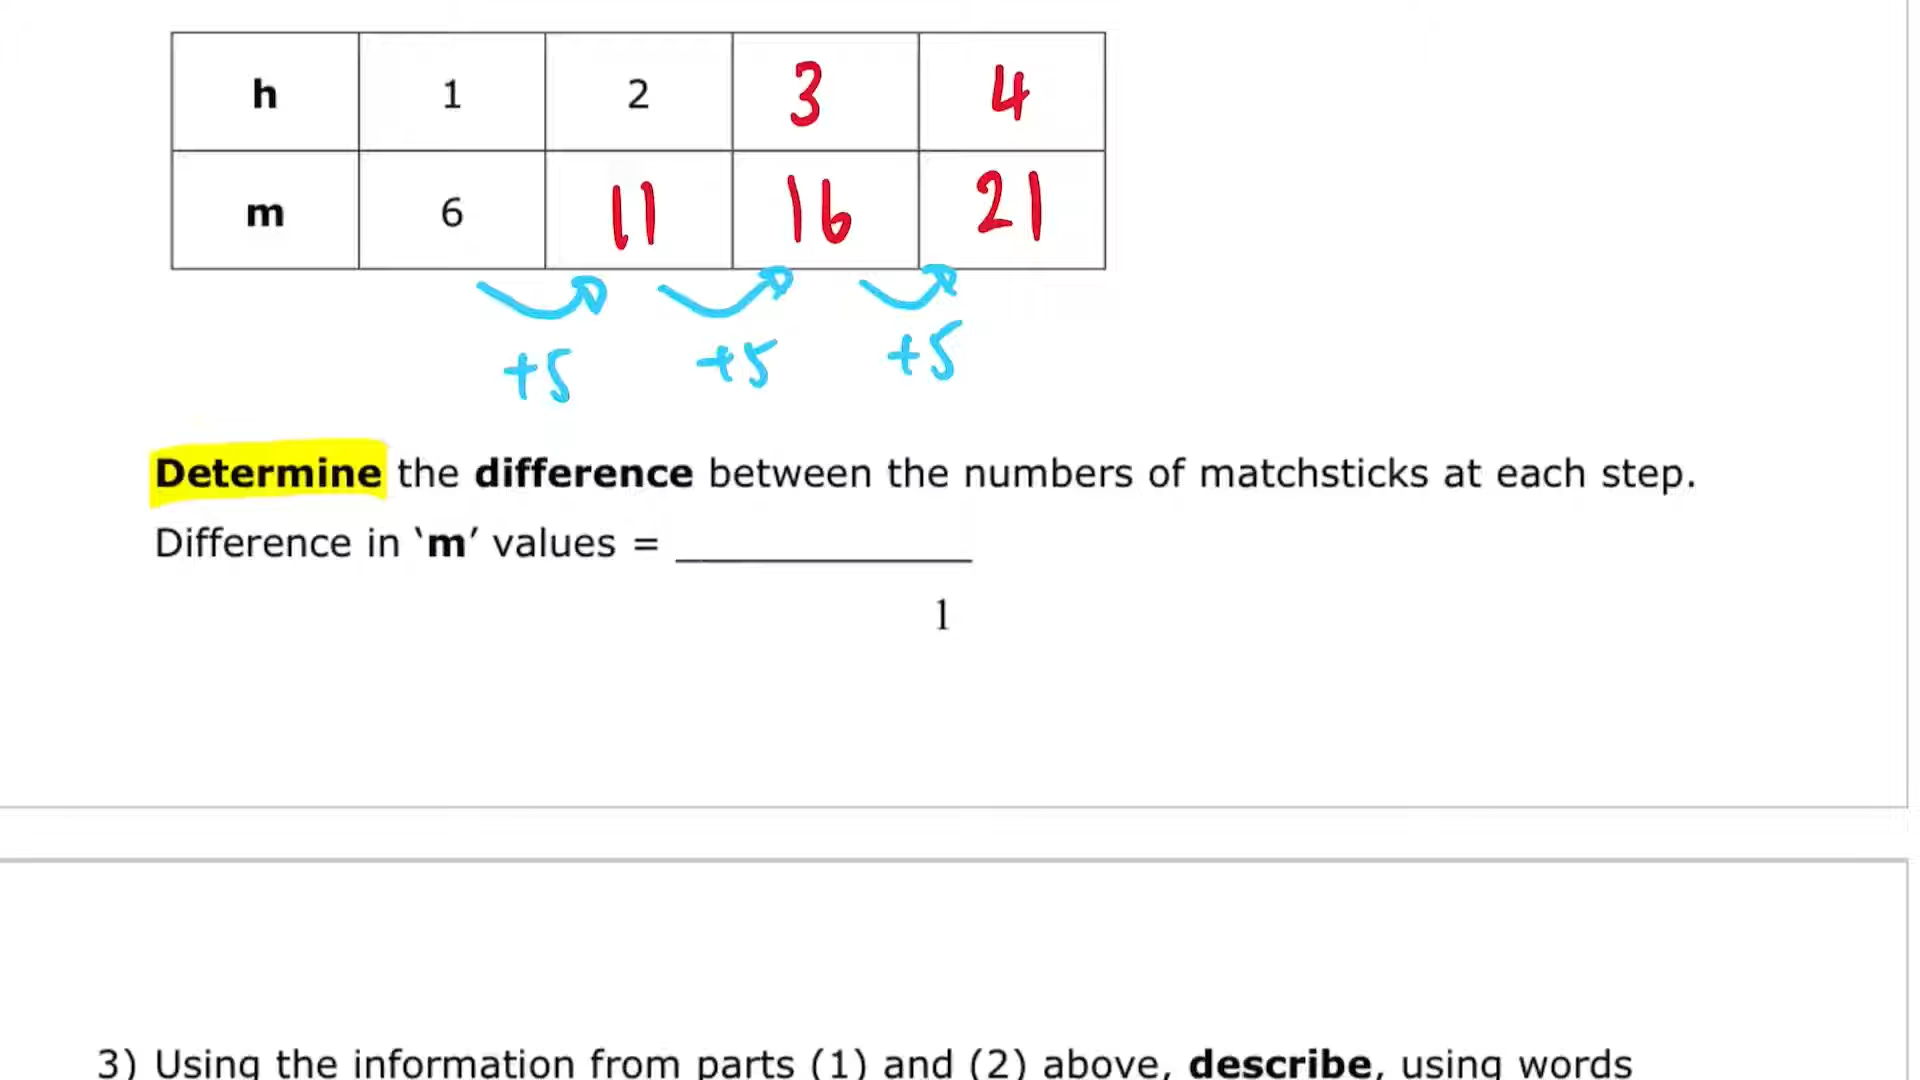 h 1 2 3 4
m 6 11 16 21
+5 +5 +5
Determine the difference between the numbers of matchsticks at each step.
Difference in ‘m’ values = ______________
1
3) Using the information from parts (1) and (2) above, describe, using words